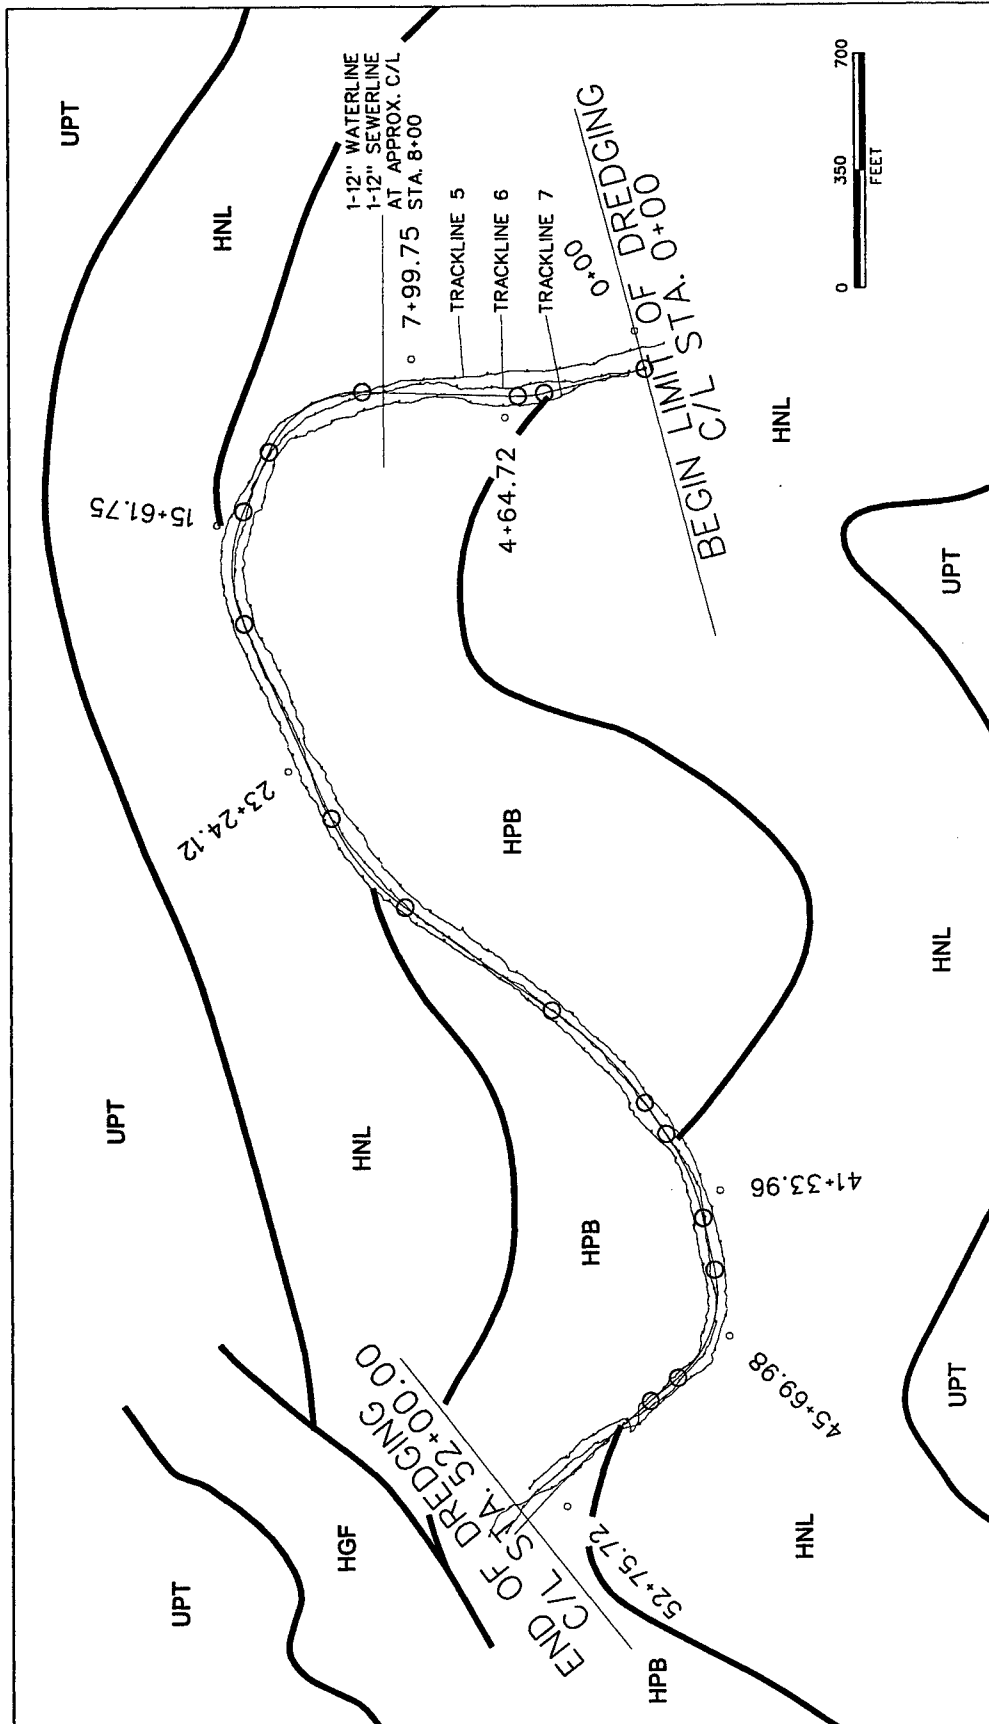 UPT
HNL
1-12" WATERLINE
1-12" SEWERLINE
AT APPROX. C/L
STA. 8+00
7+99.75
TRACKLINE 5
TRACKLINE 6
TRACKLINE 7
0+00
BEGIN LIMIT OF DREDGING
C/L STA. 0+00
0 350 700
FEET
15+61.75
4+64.72
HNL
UPT
23+24.12
HPB
HNL
UPT
HNL
HPB
41+33.96
45+69.98
UPT
END OF DREDGING
C/L STA. 52+00.00
52+75.72
HGF
UPT
HNL
HPB